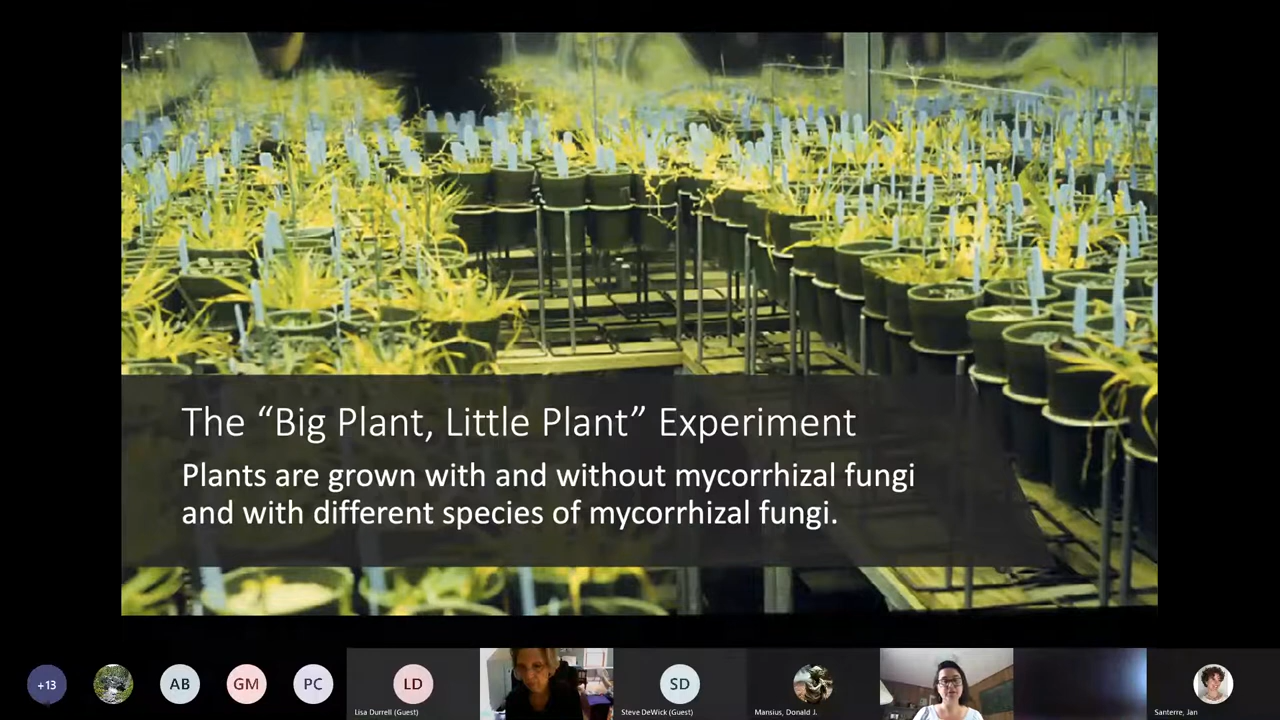 The “Big Plant, Little Plant” Experiment
Plants are grown with and without mycorrhizal fungi
and with different species of mycorrhizal fungi.
+13
AB
GM
PC
LD
Lisa Durrell (Guest)
SD
Steve DeWick (Guest)
Mansius, Donald J.
Santerre, Jan